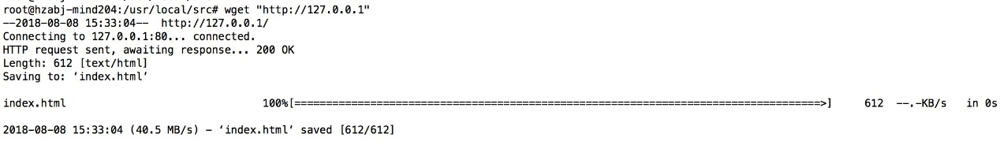 root@hzabj-mind204:/usr/local/src# wget "http://127.0.0.1"
--2018-08-08 15:33:04--  http://127.0.0.1/
Connecting to 127.0.0.1:80... connected.
HTTP request sent, awaiting response... 200 OK
Length: 612 [text/html]
Saving to: ‘index.html’
index.html                               100%[===================================================================================>]     612  --.-KB/s   in 0s
2018-08-08 15:33:04 (40.5 MB/s) - ‘index.html’ saved [612/612]